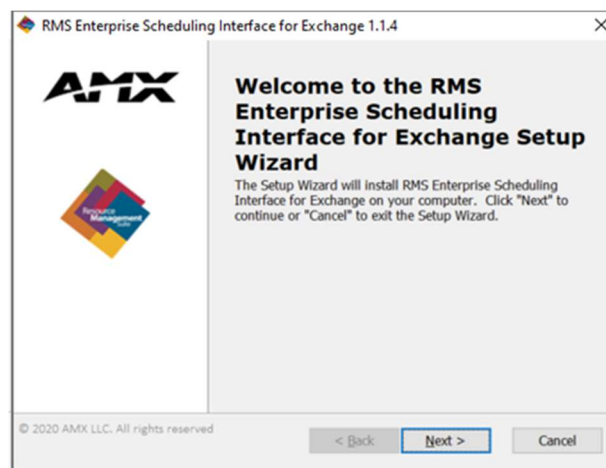 RMS Enterprise Scheduling Interface for Exchange 1.1.4
AMX
Resource
Management
Suite
Welcome to the RMS
Enterprise Scheduling
Interface for Exchange Setup
Wizard
The Setup Wizard will install RMS Enterprise Scheduling
Interface for Exchange on your computer. Click "Next" to
continue or "Cancel" to exit the Setup Wizard.
© 2020 AMX LLC. All rights reserved
< Back
Next >
Cancel